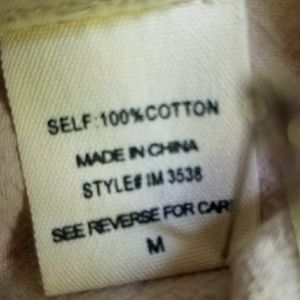 SELF: 100% COTTON
MADE IN CHINA
STYLE# IM 3538
SEE REVERSE FOR CAR
M